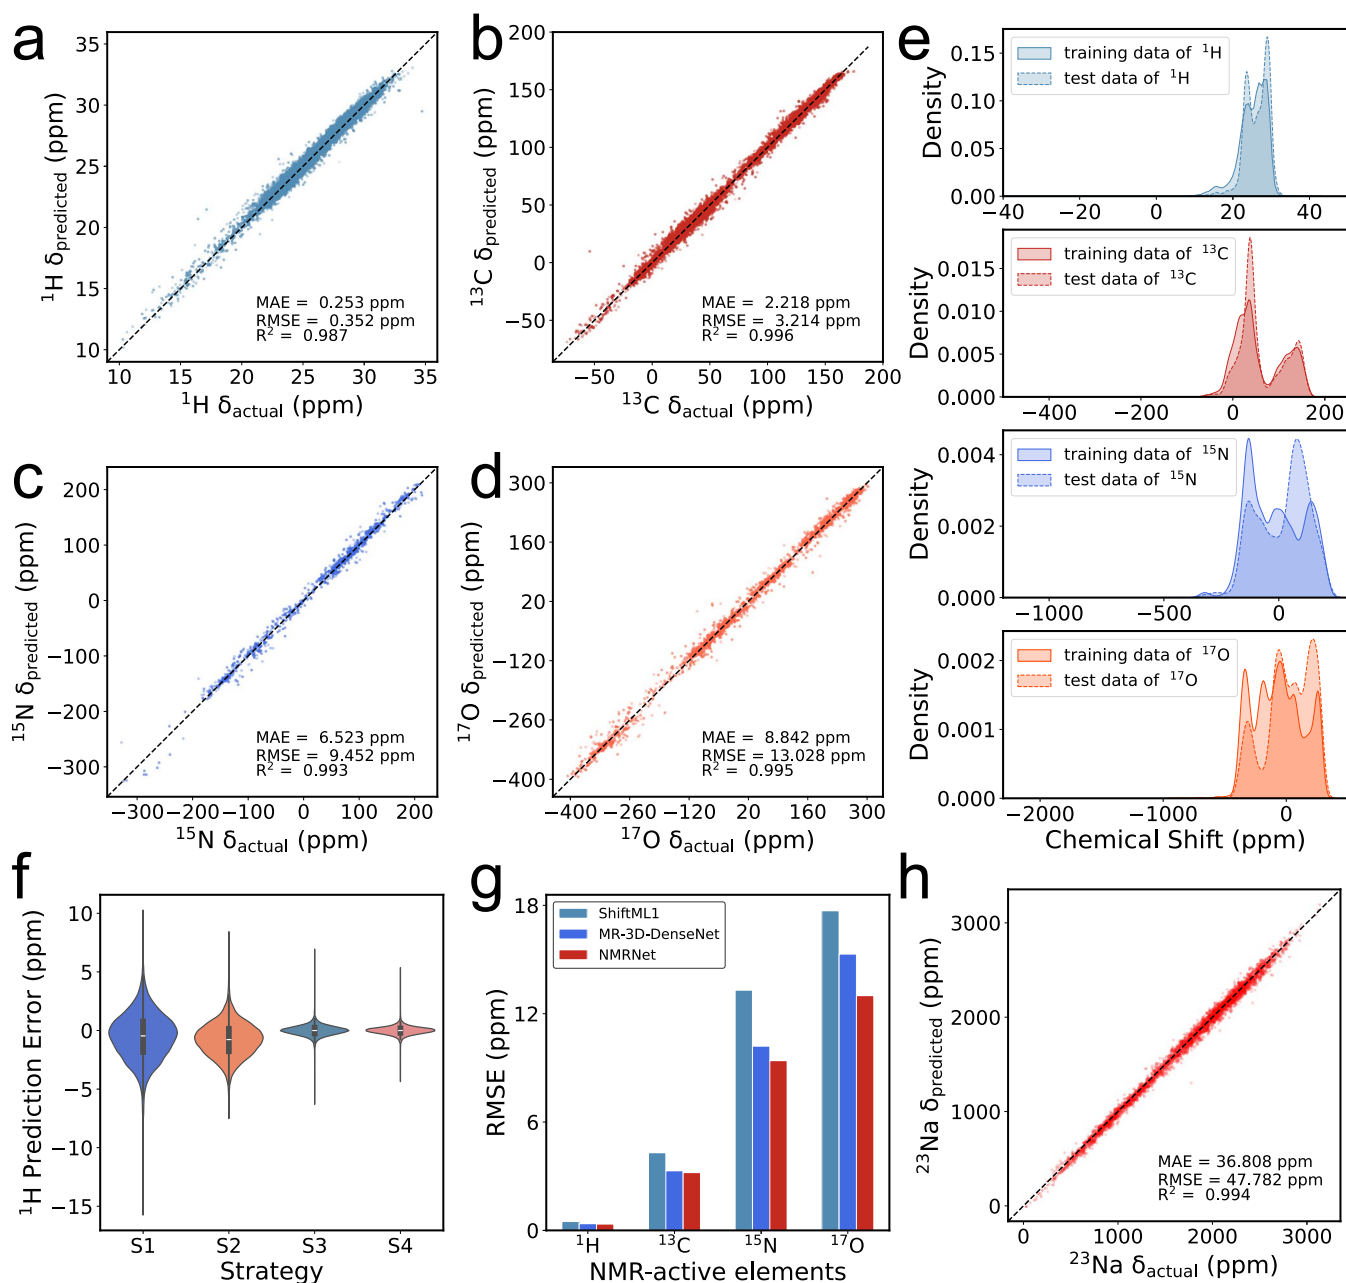 a
35
30
25
20
15
10
10 15 20 25 30 35
¹H δpredicted (ppm)
¹H δactual (ppm)
MAE = 0.253 ppm
RMSE = 0.352 ppm
R² = 0.987
b
200
150
100
50
0
−50
−50 0 50 100 150 200
¹³C δpredicted (ppm)
¹³C δactual (ppm)
MAE = 2.218 ppm
RMSE = 3.214 ppm
R² = 0.996
c
200
100
0
−100
−200
−300
−300 −200 −100 0 100 200
¹⁵N δpredicted (ppm)
¹⁵N δactual (ppm)
MAE = 6.523 ppm
RMSE = 9.452 ppm
R² = 0.993
d
300
160
20
−120
−260
−400
−400 −260 −120 20 160 300
¹⁷O δpredicted (ppm)
¹⁷O δactual (ppm)
MAE = 8.842 ppm
RMSE = 13.028 ppm
R² = 0.995
e
training data of ¹H
test data of ¹H
Density
0.15
0.10
0.05
0.00
−40 −20 0 20 40
training data of ¹³C
test data of ¹³C
Density
0.015
0.010
0.005
0.000
−400 −200 0 200
training data of ¹⁵N
test data of ¹⁵N
Density
0.004
0.002
0.000
−1000 −500 0
training data of ¹⁷O
test data of ¹⁷O
Density
0.002
0.001
0.000
−2000 −1000 0
Chemical Shift (ppm)
f
10
5
0
−5
−10
−15
¹H Prediction Error (ppm)
S1 S2 S3 S4
Strategy
g
18
12
6
0
RMSE (ppm)
ShiftML1
MR-3D-DenseNet
NMRNet
¹H ¹³C ¹⁵N ¹⁷O
NMR-active elements
h
3000
2000
1000
0
0 1000 2000 3000
²³Na δpredicted (ppm)
²³Na δactual (ppm)
MAE = 36.808 ppm
RMSE = 47.782 ppm
R² = 0.994